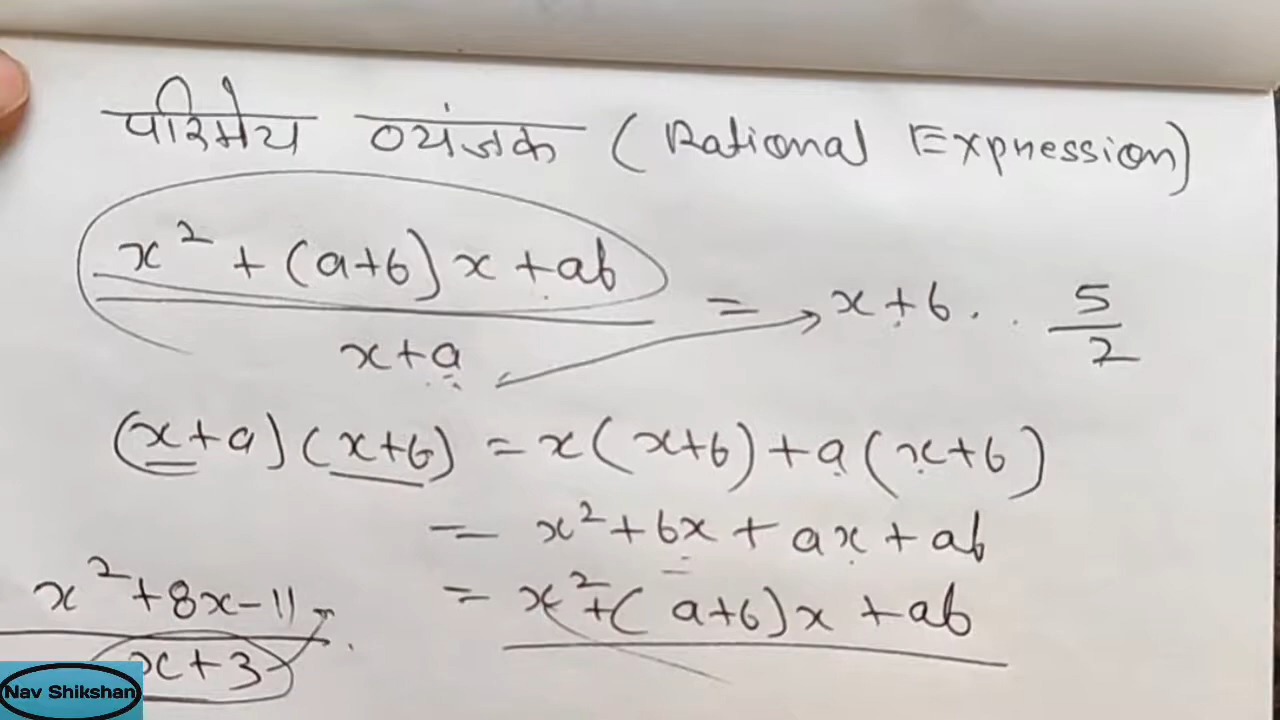 परिमेय व्यंजक (Rational Expression)
x² + (a+b)x + ab
x+a
= x+b . . 5/2
(x+a)(x+b) = x(x+b) + a(x+b)
= x² + bx + ax + ab
= x² + (a+b)x + ab
x² + 8x - 11
x+3
Nav Shikshan